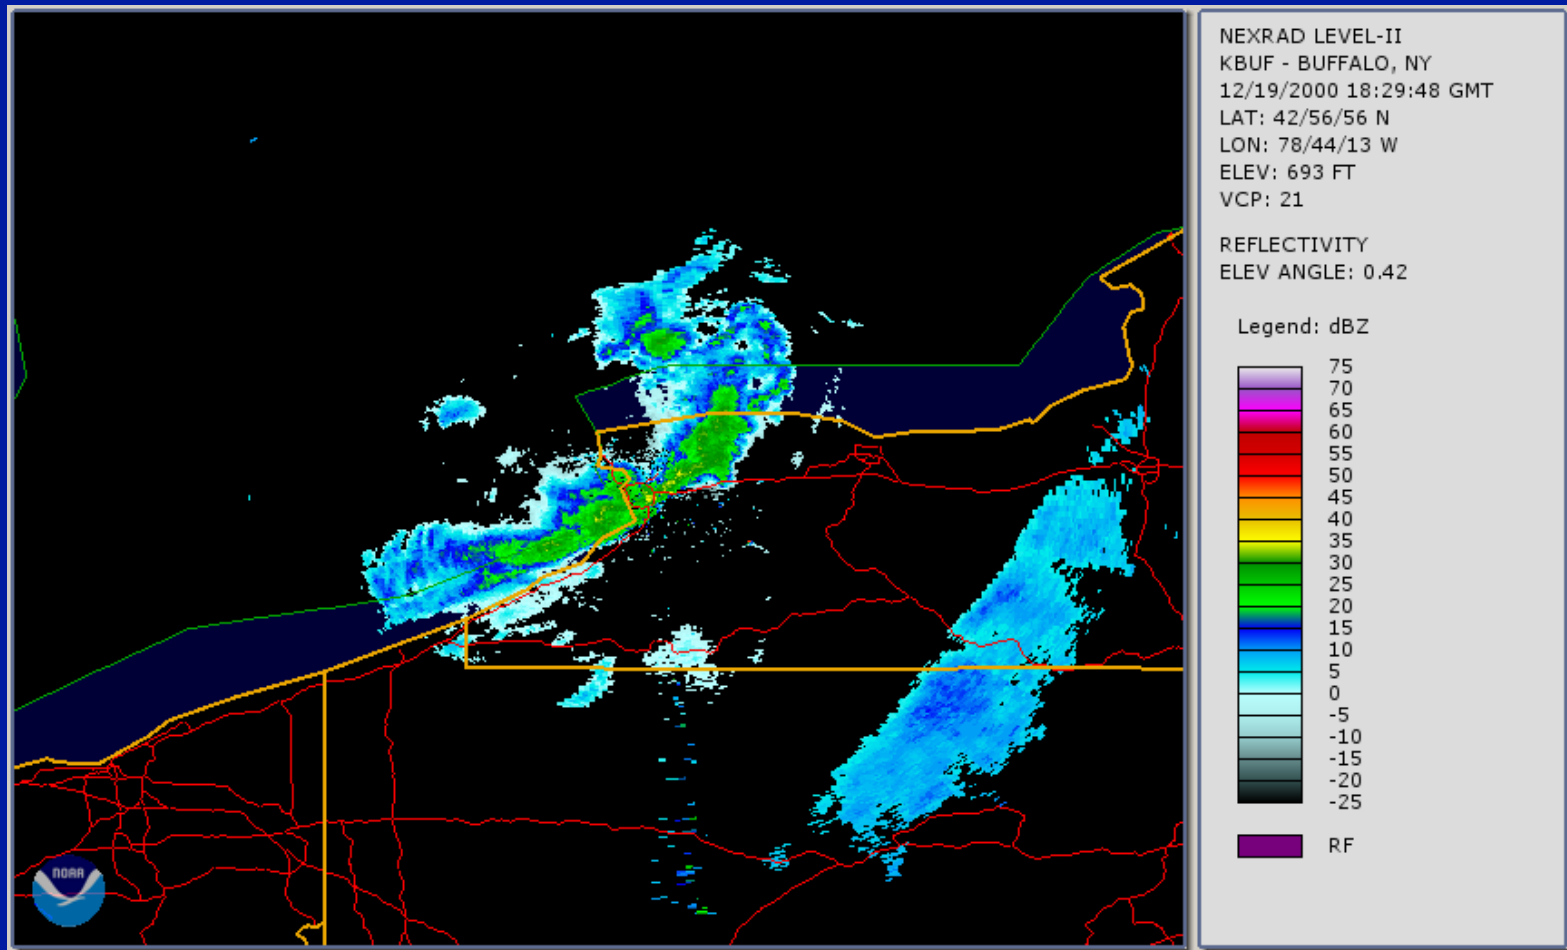 NEXRAD LEVEL-II
KBUF - BUFFALO, NY
12/19/2000 18:29:48 GMT
LAT: 42/56/56 N
LON: 78/44/13 W
ELEV: 693 FT
VCP: 21
REFLECTIVITY
ELEV ANGLE: 0.42
Legend: dBZ
75
70
65
60
55
50
45
40
35
30
25
20
15
10
5
0
-5
-10
-15
-20
-25
RF
NOAA